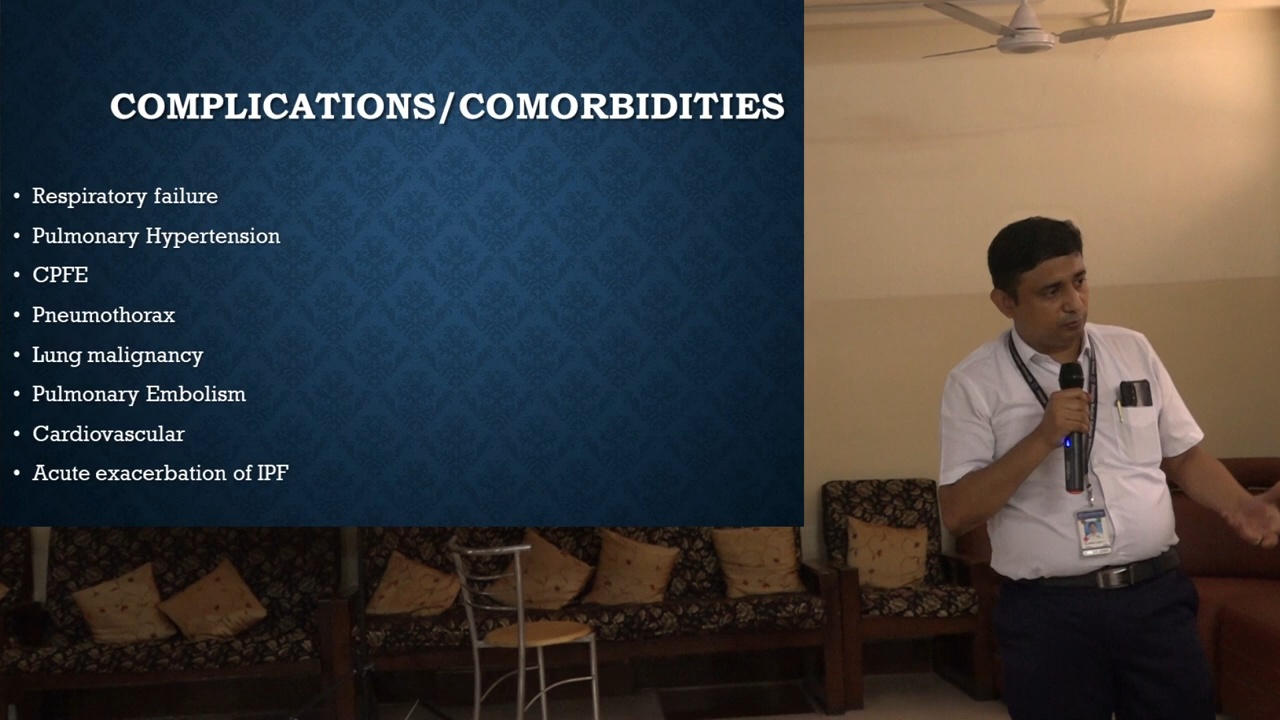 COMPLICATIONS/COMORBIDITIES
• Respiratory failure
• Pulmonary Hypertension
• CPFE
• Pneumothorax
• Lung malignancy
• Pulmonary Embolism
• Cardiovascular
• Acute exacerbation of IPF